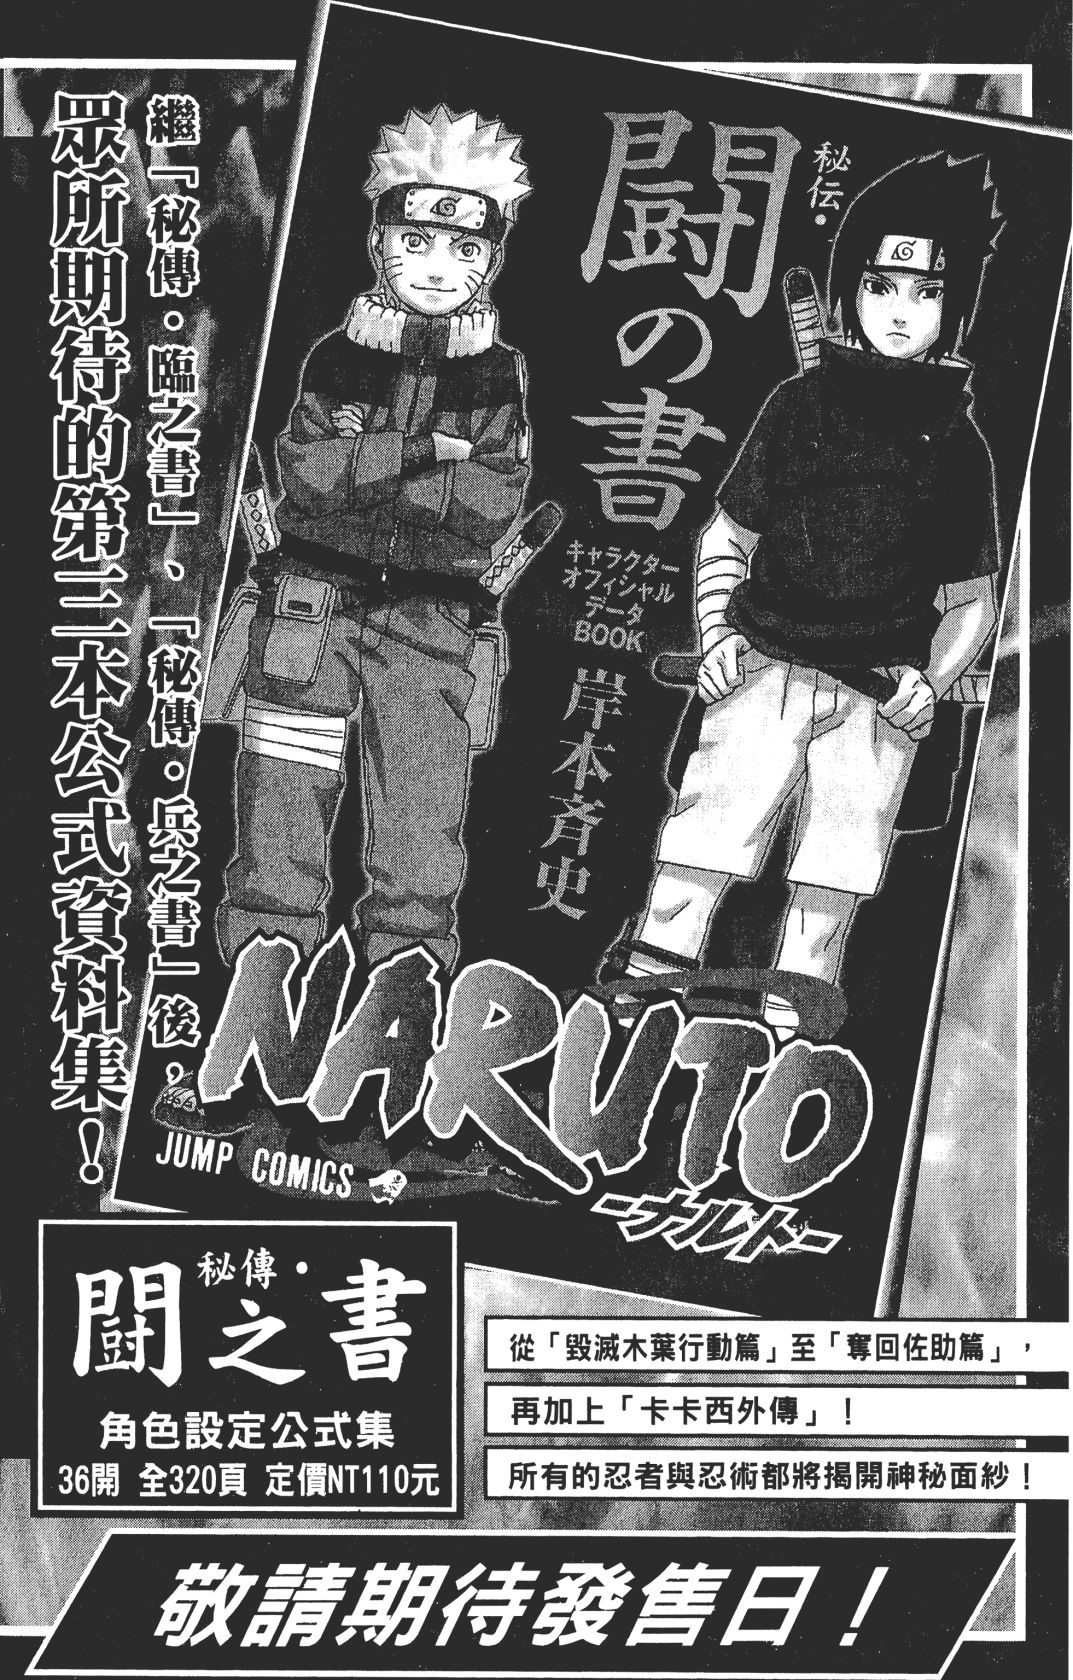 繼「秘傳・臨之書」、「秘傳。兵之書」後，
眾所期待的第三本公式資料集！
秘伝・
闘の書
キャラクター
オフィシャル
データ
BOOK
岸本斉史
NARUTO
ーナルトー
JUMP COMICS
秘傳・
鬪之書
角色設定公式集
36開 全320頁 定價NT110元
從「毀滅木葉行動篇」至「奪回佐助篇」，
再加上「卡卡西外傳」！
所有的忍者與忍術都將揭開神秘面紗！
敬請期待發售日！